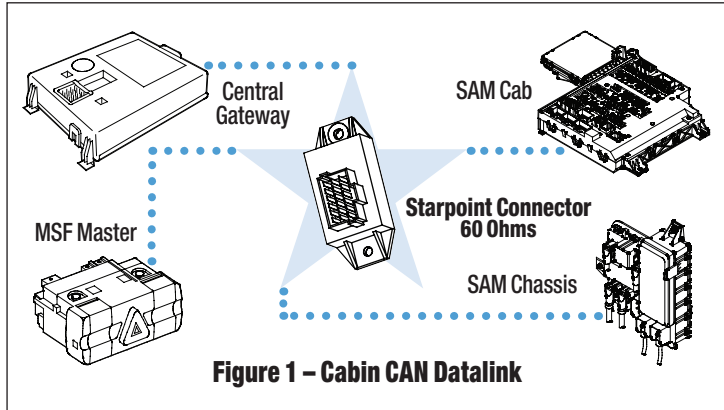 Central
Gateway
SAM Cab
MSF Master
Starpoint Connector
60 Ohms
SAM Chassis
Figure 1 – Cabin CAN Datalink